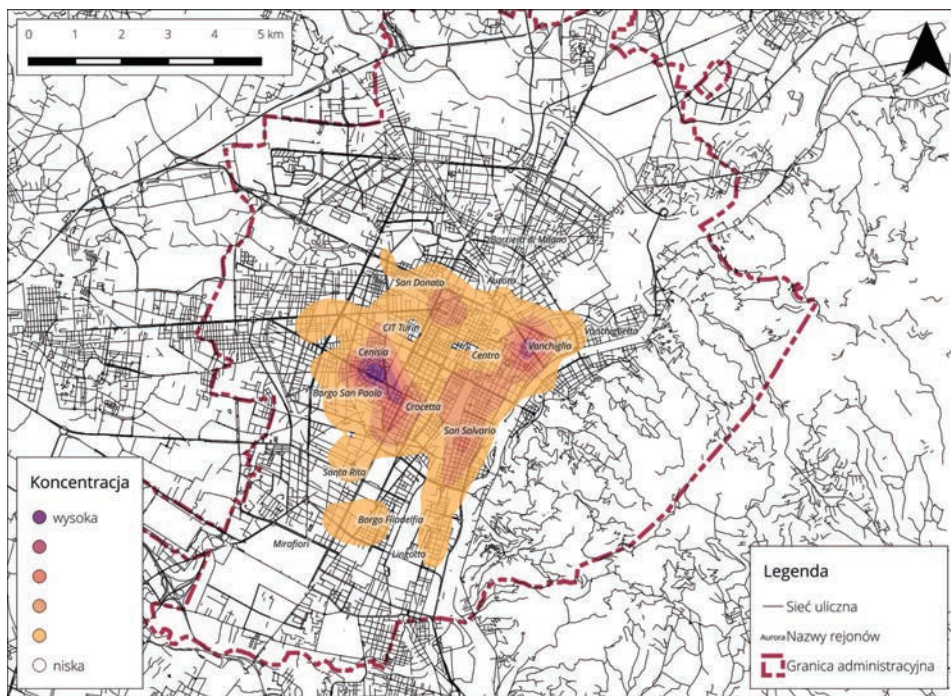 0 1 2 3 4 5 km
Barriera di Milano
San Donato
Aurora
CIT Turin
Vanchiglietta
Cenisia
Centro
Vanchiglia
Borgo San Paolo
Crocetta
San Salvario
Santa Rita
Borgo Filadelfia
Mirafiori
Lingotto
Koncentracja
wysoka
niska
Legenda
Sieć uliczna
Aurora Nazwy rejonów
Granica administracyjna